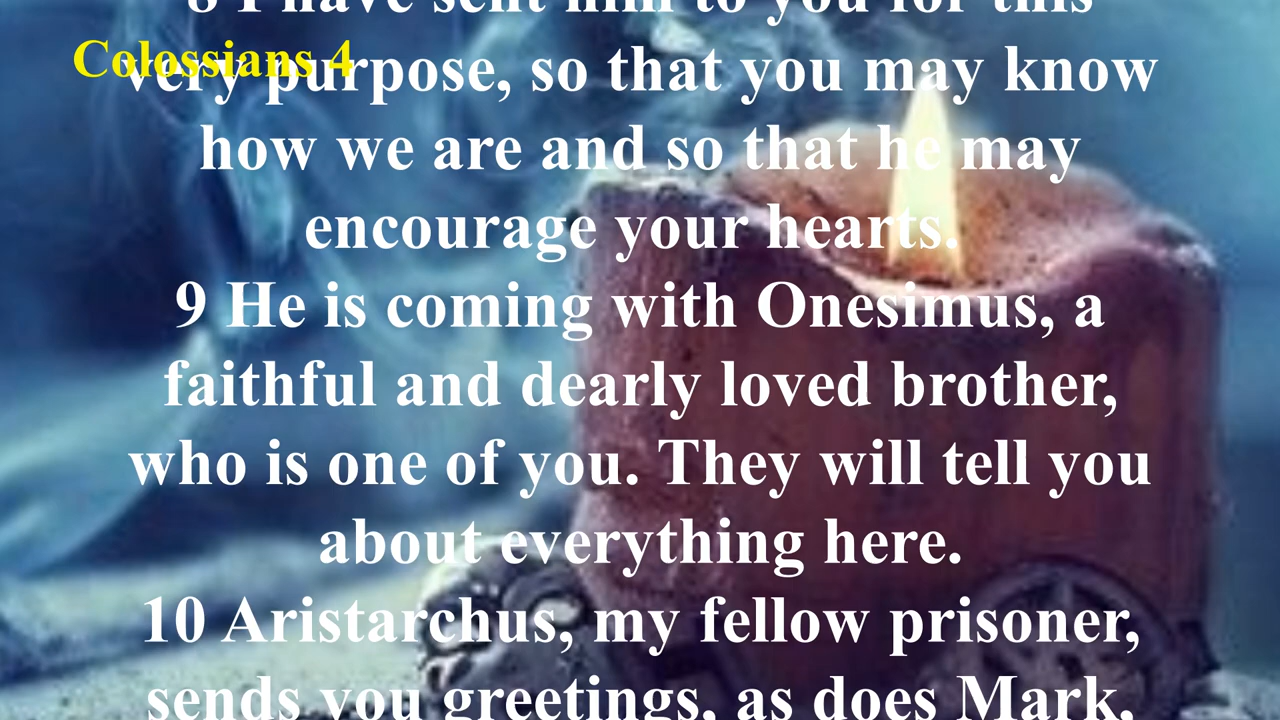 8 I have sent him to you for this
Colossians 4
very purpose, so that you may know
how we are and so that he may
encourage your hearts.
9 He is coming with Onesimus, a
faithful and dearly loved brother,
who is one of you. They will tell you
about everything here.
10 Aristarchus, my fellow prisoner,
sends you greetings, as does Mark,